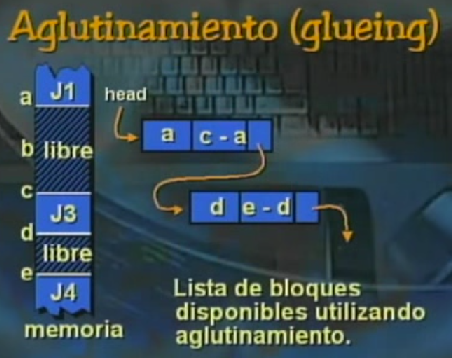 Aglutinamiento (glueing)
a J1
head
a c - a
b libre
c
J3
d e - d
d
libre
e
J4
memoria
Lista de bloques
disponibles utilizando
aglutinamiento.